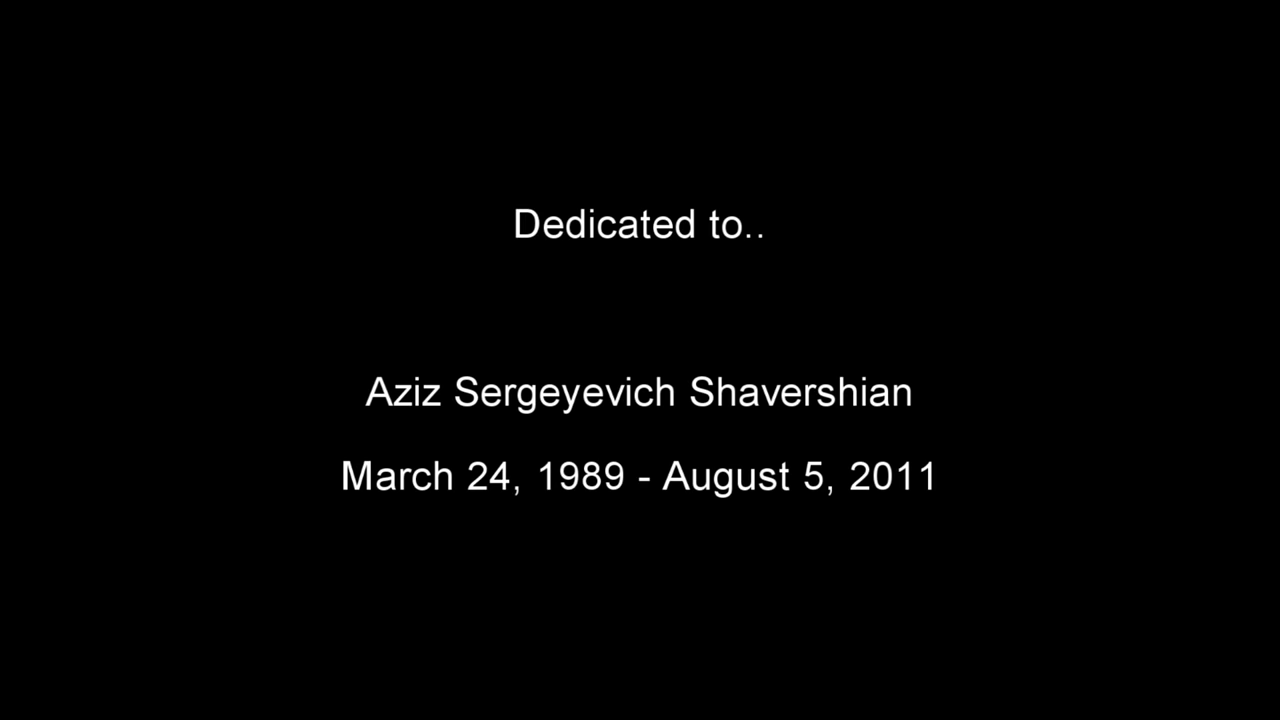 Dedicated to..
Aziz Sergeyevich Shavershian
March 24, 1989 - August 5, 2011